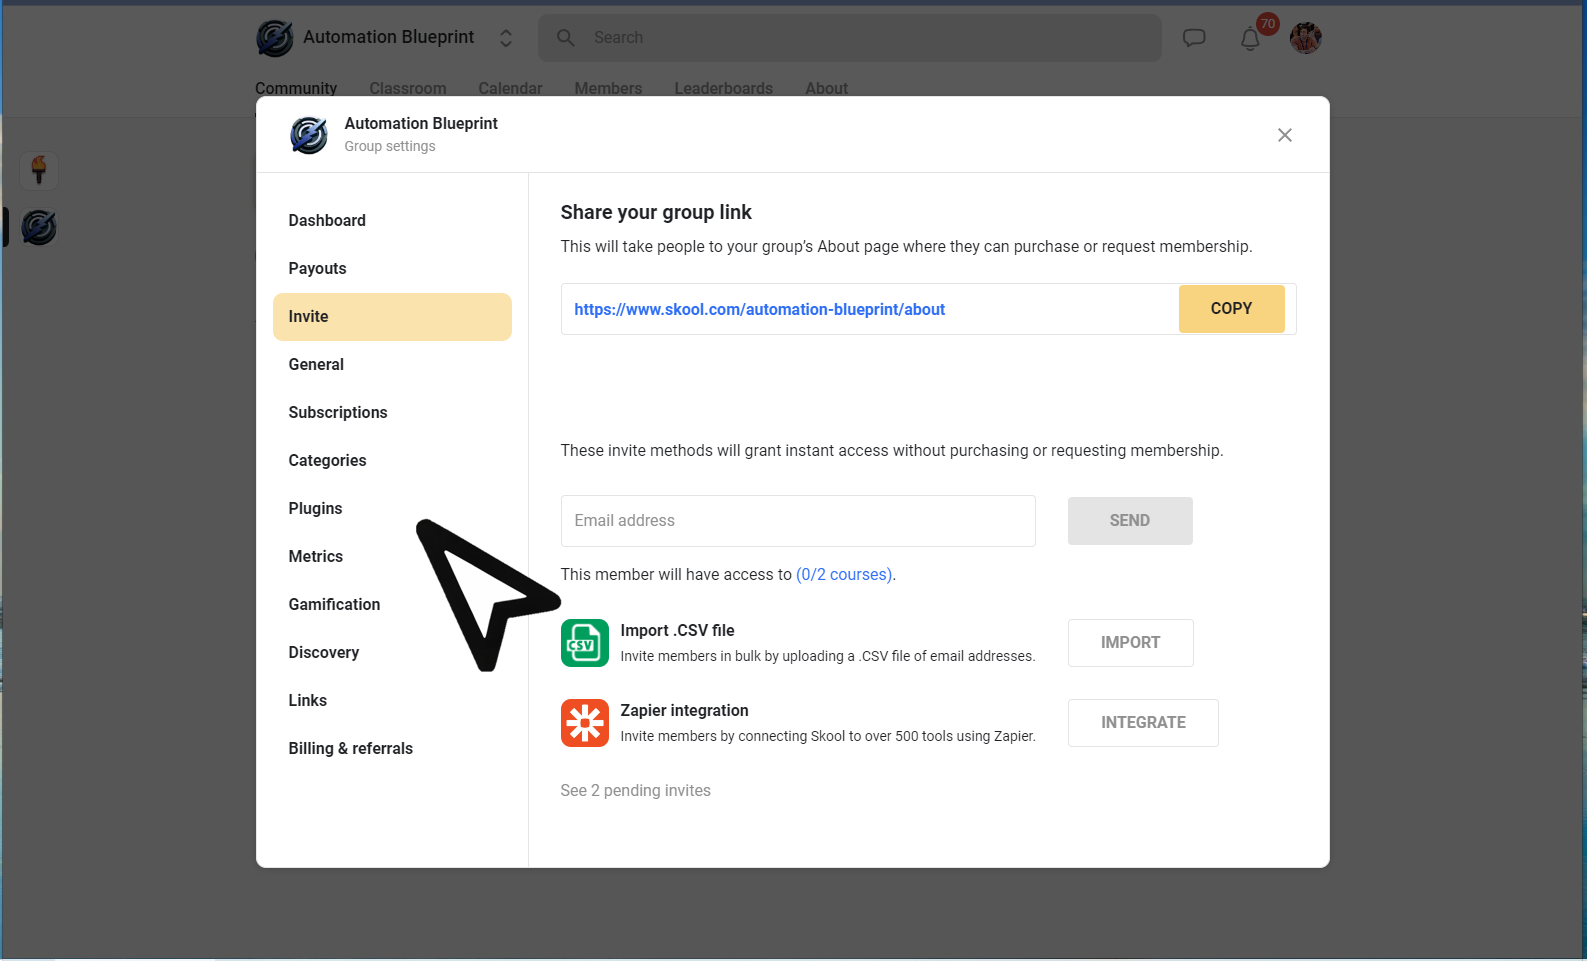 Automation Blueprint
Search
70
Community
Classroom
Calendar
Members
Leaderboards
About
Automation Blueprint
Group settings
Dashboard
Payouts
Invite
General
Subscriptions
Categories
Plugins
Metrics
Gamification
Discovery
Links
Billing & referrals
Share your group link
This will take people to your group’s About page where they can purchase or request membership.
https://www.skool.com/automation-blueprint/about
COPY
These invite methods will grant instant access without purchasing or requesting membership.
Email address
SEND
This member will have access to (0/2 courses).
CSV
Import .CSV file
Invite members in bulk by uploading a .CSV file of email addresses.
IMPORT
Zapier integration
Invite members by connecting Skool to over 500 tools using Zapier.
INTEGRATE
See 2 pending invites